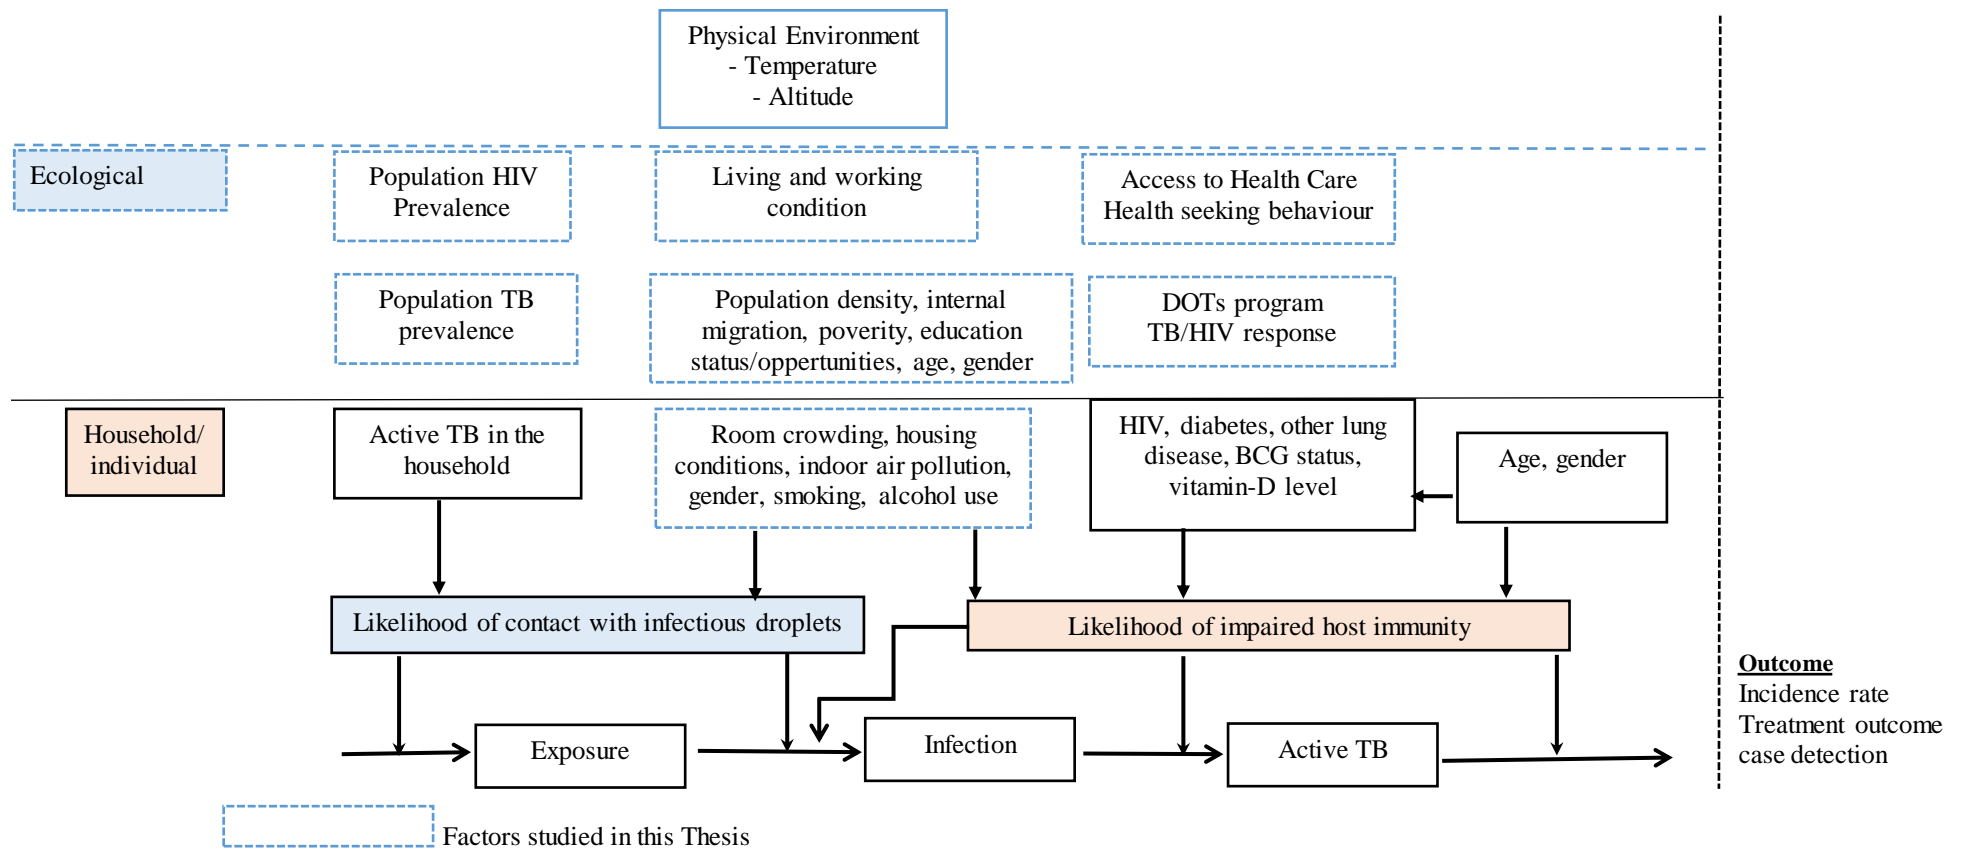 Physical Environment
- Temperature
- Altitude
Ecological
Population HIV
Prevalence
Living and working
condition
Access to Health Care
Health seeking behaviour
Population TB
prevalence
Population density, internal
migration, poverity, education
status/oppertunities, age, gender
DOTs program
TB/HIV response
Household/
individual
Active TB in the
household
Room crowding, housing
conditions, indoor air pollution,
gender, smoking, alcohol use
HIV, diabetes, other lung
disease, BCG status,
vitamin-D level
Age, gender
Likelihood of contact with infectious droplets
Likelihood of impaired host immunity
Exposure
Infection
Active TB
Outcome
Incidence rate
Treatment outcome
case detection
Factors studied in this Thesis